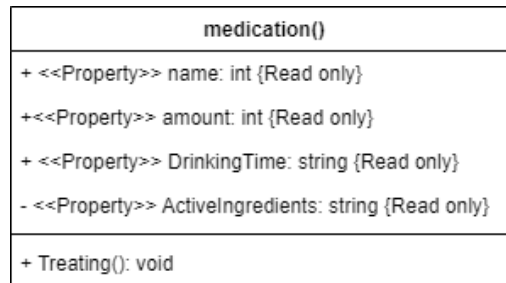 medication()
+ <<Property>> name: int {Read only}
+<<Property>> amount: int {Read only}
+ <<Property>> DrinkingTime: string {Read only}
- <<Property>> ActiveIngredients: string {Read only}
+ Treating(): void